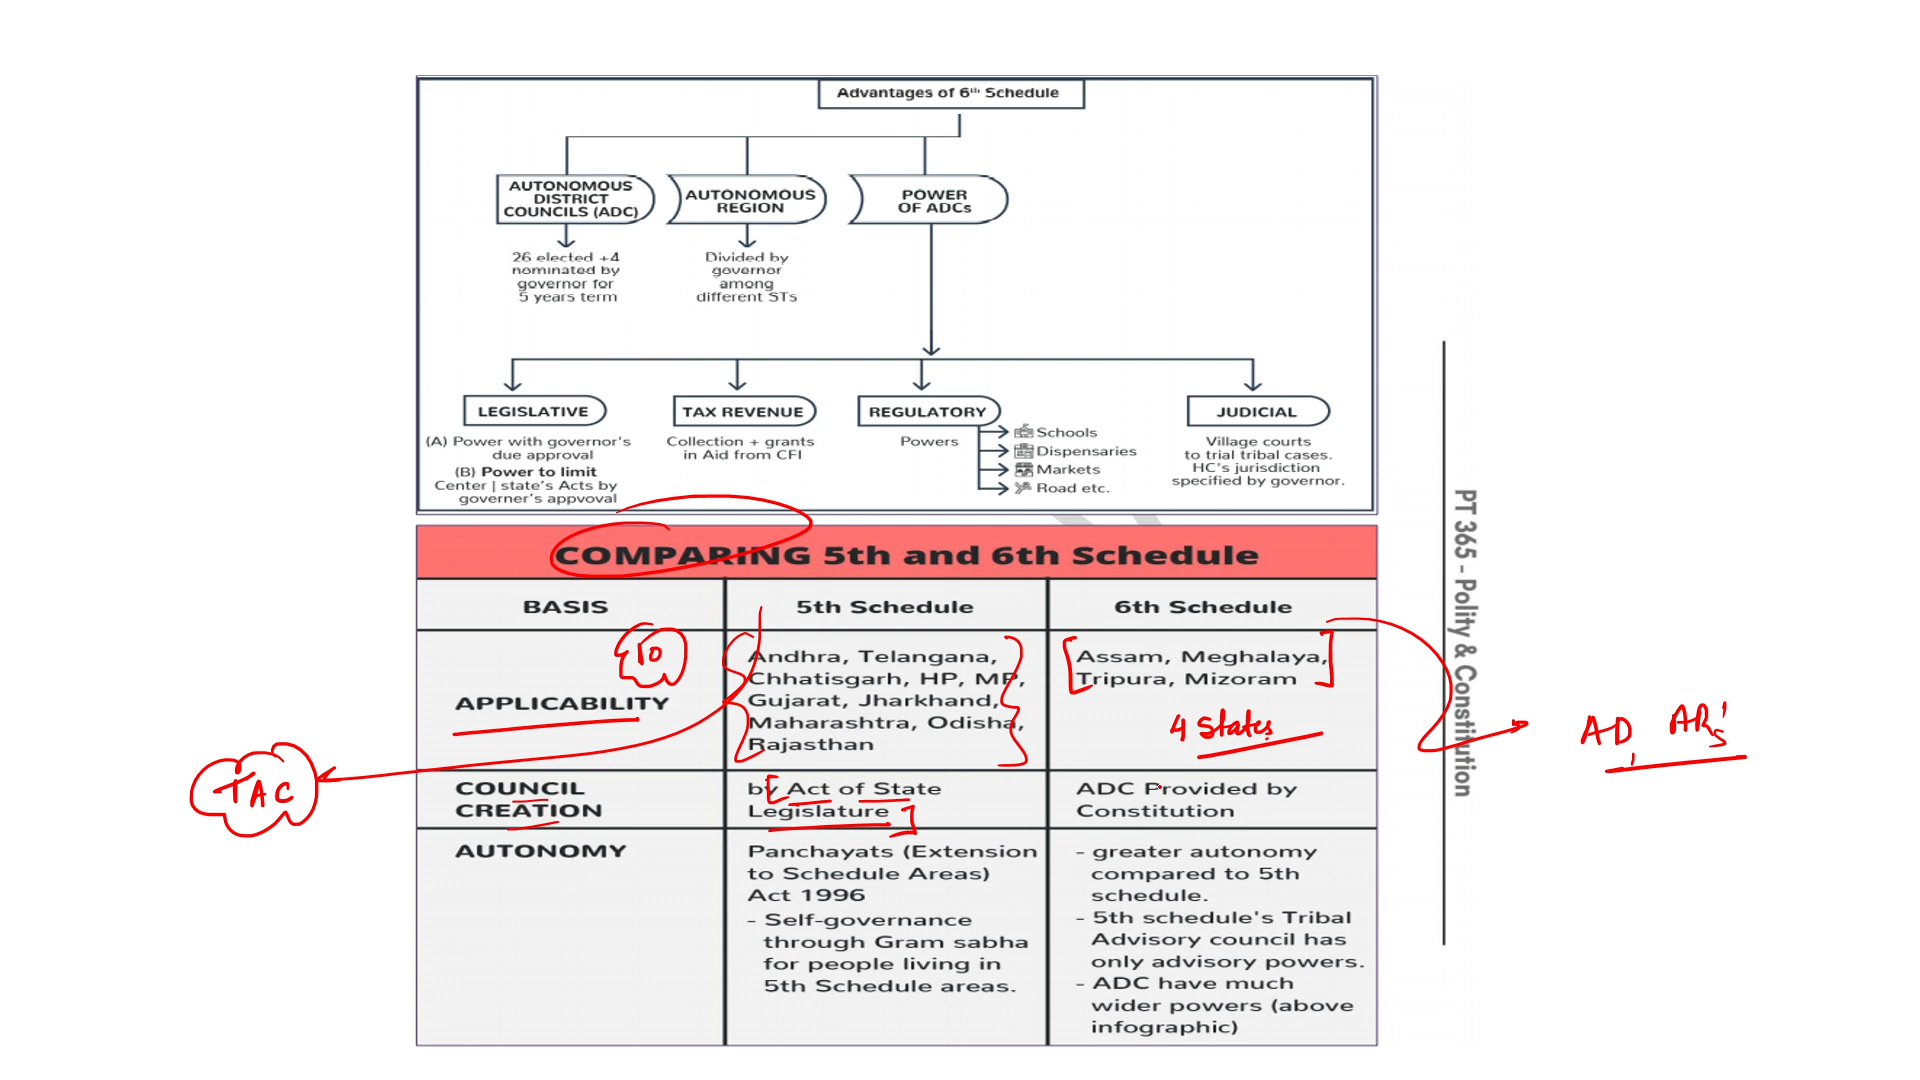 Advantages of 6th Schedule
AUTONOMOUS
DISTRICT
COUNCILS (ADC)
26 elected +4
nominated by
governor for
5 years term
AUTONOMOUS
REGION
Divided by
governor
among
different STs
POWER
OF ADCs
LEGISLATIVE
(A) Power with governor's
due approval
(B) Power to limit
Center | state's Acts by
governer's appvoval
TAX REVENUE
Collection + grants
in Aid from CFI
REGULATORY
Powers
Schools
Dispensaries
Markets
Road etc.
JUDICIAL
Village courts
to trial tribal cases.
HC's jurisdiction
specified by governor.
COMPARING 5th and 6th Schedule
BASIS
5th Schedule
6th Schedule
APPLICABILITY
10
Andhra, Telangana,
Chhatisgarh, HP, MP,
Gujarat, Jharkhand,
Maharashtra, Odisha,
Rajasthan
Assam, Meghalaya,
Tripura, Mizoram
4 States
TAC
AD, ARs'
COUNCIL
CREATION
by Act of State
Legislature
ADC Provided by
Constitution
AUTONOMY
Panchayats (Extension
to Schedule Areas)
Act 1996
- Self-governance
through Gram sabha
for people living in
5th Schedule areas.
- greater autonomy
compared to 5th
schedule.
- 5th schedule's Tribal
Advisory council has
only advisory powers.
- ADC have much
wider powers (above
infographic)
PT 365 - Polity & Constitution